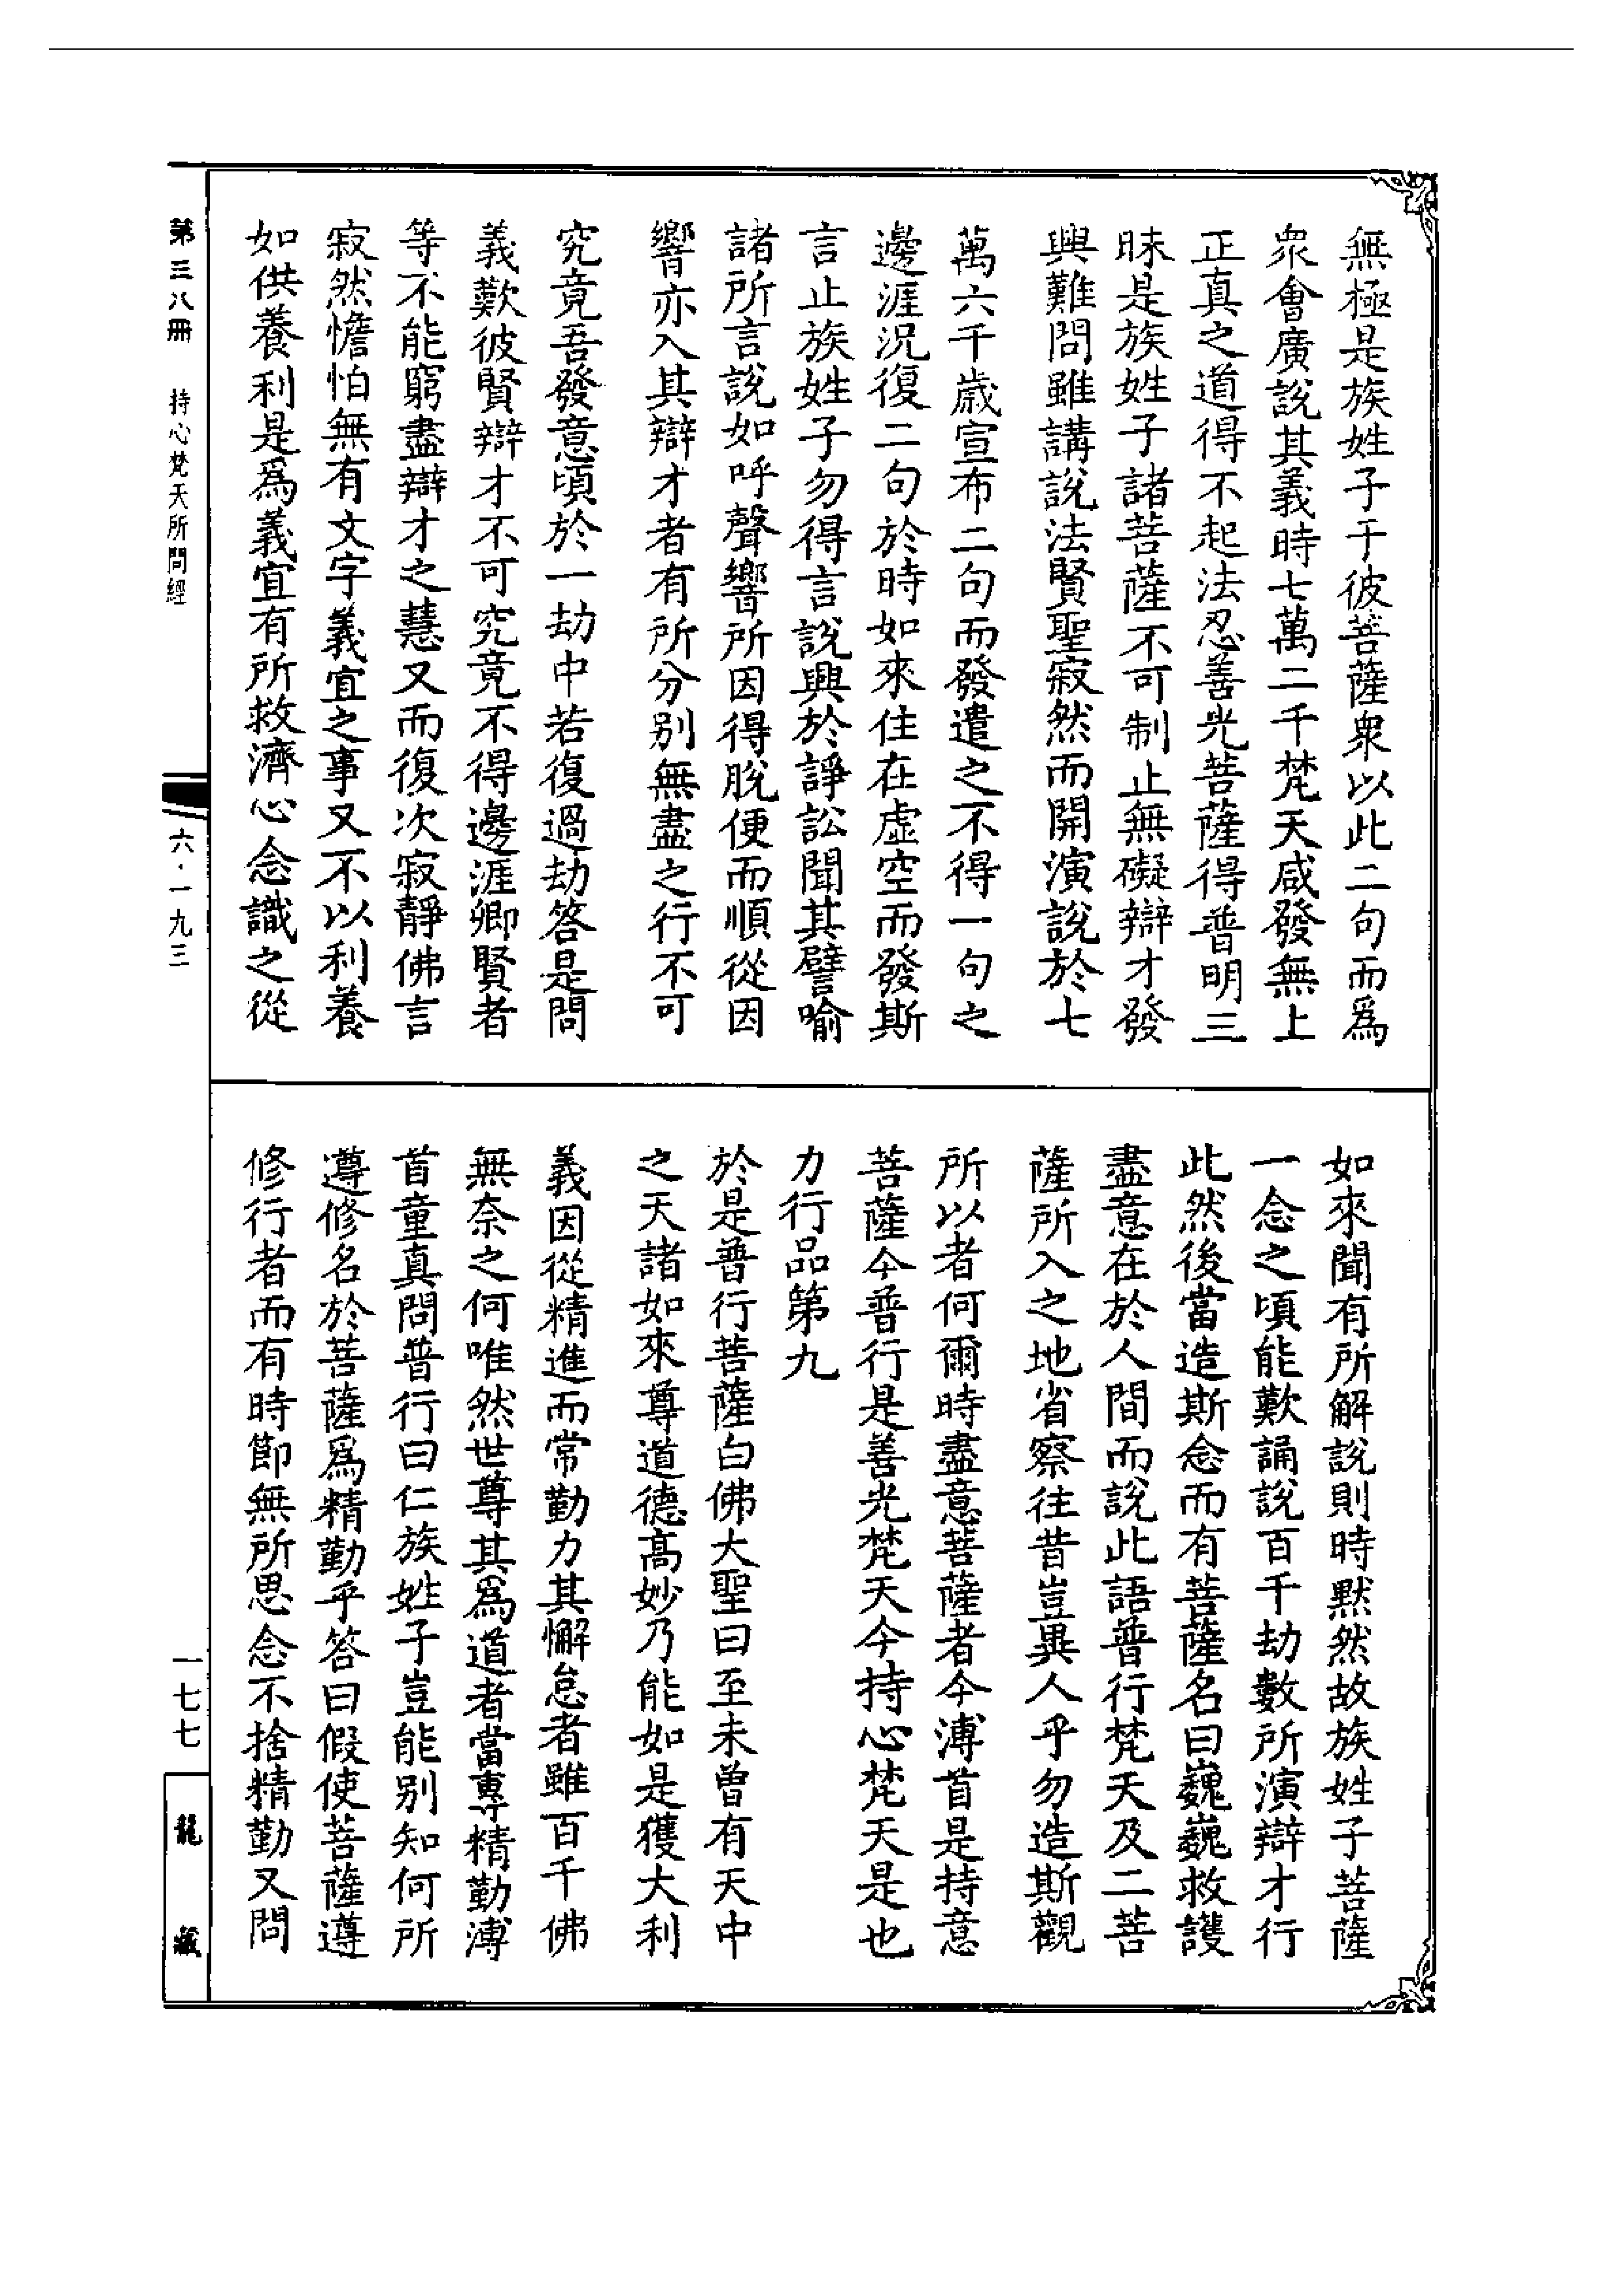 無極是族姓子于彼菩薩衆以此二句而爲
衆會廣說其義時七萬二千梵天咸發無上
正真之道得不起法忍善光菩薩得普明三
昧是族姓子諸菩薩不可制止無礙辯才發
興難問雖講說法賢聖寂然而開演說於七
萬六千歲宣布二句而發遣之不得一句之
邊涯況復二句於時如來住在虛空而發斯
言止族姓子勿得言說興於諍訟聞其譬喻
諸所言說如呼聲響所因得脫便而順從因
響亦入其辯才者有所分別無盡之行不可
究竟吾發意頃於一劫中若復過劫答是問
義歎彼賢辯才不可究竟不得邊涯卿賢者
等不能窮盡辯才之慧又而復次寂靜佛言
寂然憺怕無有文字義宜之事又不以利養
如供養利是爲義宜有所救濟心念識之從
如來聞有所解說則時默然故族姓子菩薩
一念之頃能歎誦說百千劫數所演辯才行
此然後當造斯念而有菩薩名曰巍巍救護
盡意在於人間而說此語普行梵天及二菩
薩所入之地省察往昔豈異人乎勿造斯觀
所以者何爾時盡意菩薩者今溥首是持意
菩薩今普行是善光梵天今持心梵天是也
力行品第九
於是普行菩薩白佛大聖曰至未曾有天中
之天諸如來尊道德高妙乃能如是獲大利
義因從精進而常勤力其懈怠者雖百千佛
無奈之何唯然世尊其爲道者當專精勤溥
首童真問普行曰仁族姓子豈能別知何所
遵修名於菩薩爲精勤乎答曰假使菩薩遵
修行者而有時節無所思念不捨精勤又問
第三八冊 持心梵天所問經
六·一九三
一七七
龍藏